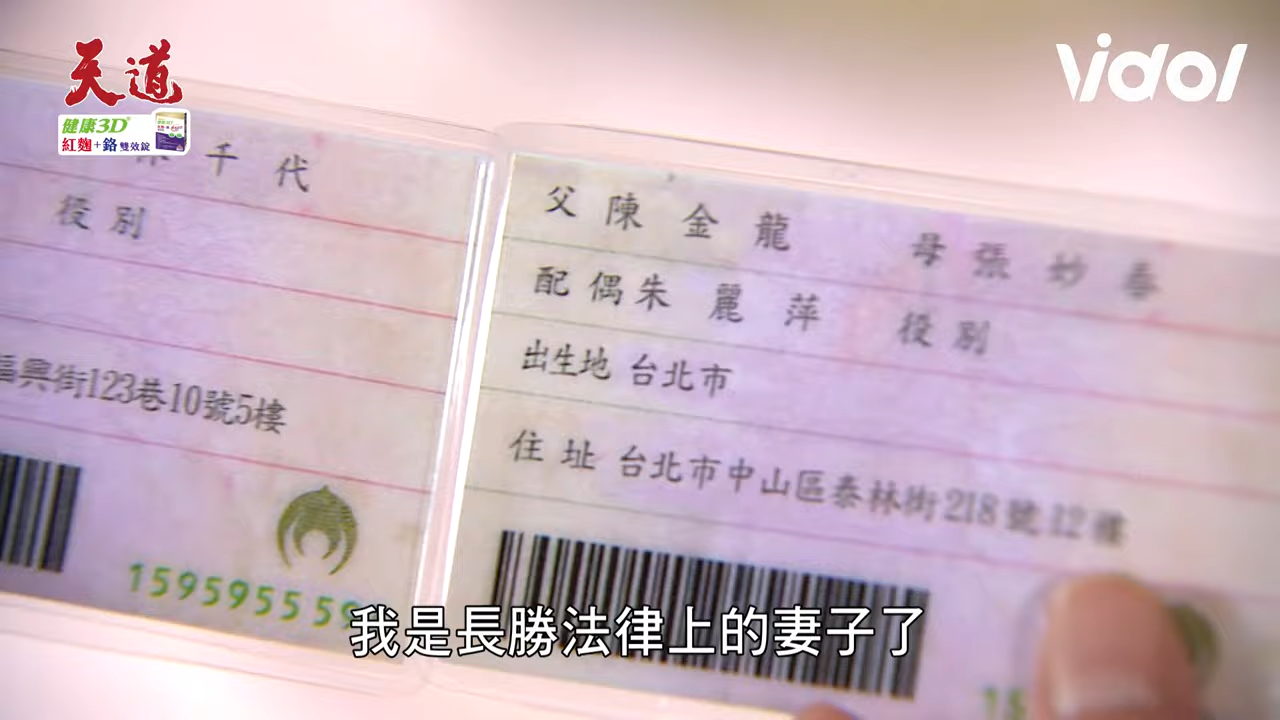 天道
Vidol
健康3D®
紅麴+鉻雙效錠
千代
役別
福興街123巷10號5樓
159595559
父陳金龍 母張妙春
配偶朱麗萍 役別
出生地 台北市
住址 台北市中山區泰林街218號12樓
15
我是長勝法律上的妻子了